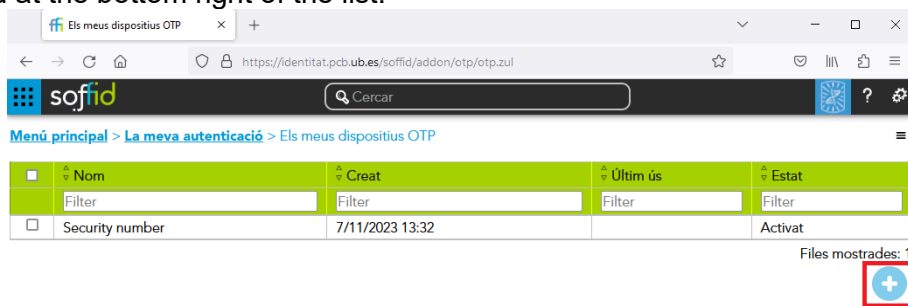 d at the bottom right of the list.
Els meus dispositius OTP
https://identitat.pcb.ub.es/soffid/addon/otp/otp.zul
soffid Cercar ?
Menú principal > La meva autenticació > Els meus dispositius OTP
Nom Creat Últim ús Estat
Filter Filter Filter Filter
Security number 7/11/2023 13:32 Activat
Files mostrades: 1